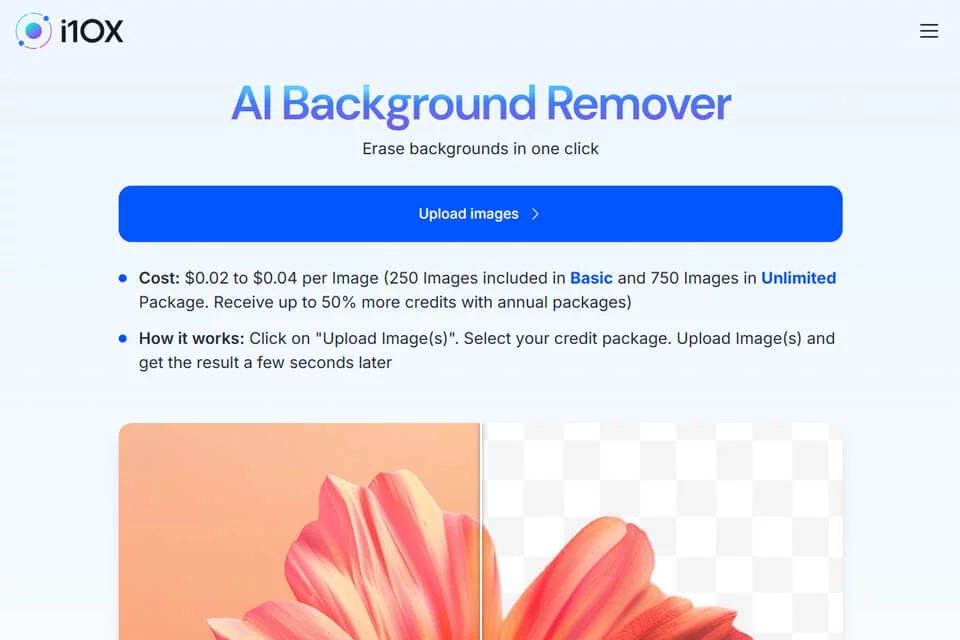 i10X
AI Background Remover
Erase backgrounds in one click
Upload images
Cost: $0.02 to $0.04 per Image (250 Images included in Basic and 750 Images in Unlimited
Package. Receive up to 50% more credits with annual packages)
How it works: Click on "Upload Image(s)". Select your credit package. Upload Image(s) and
get the result a few seconds later